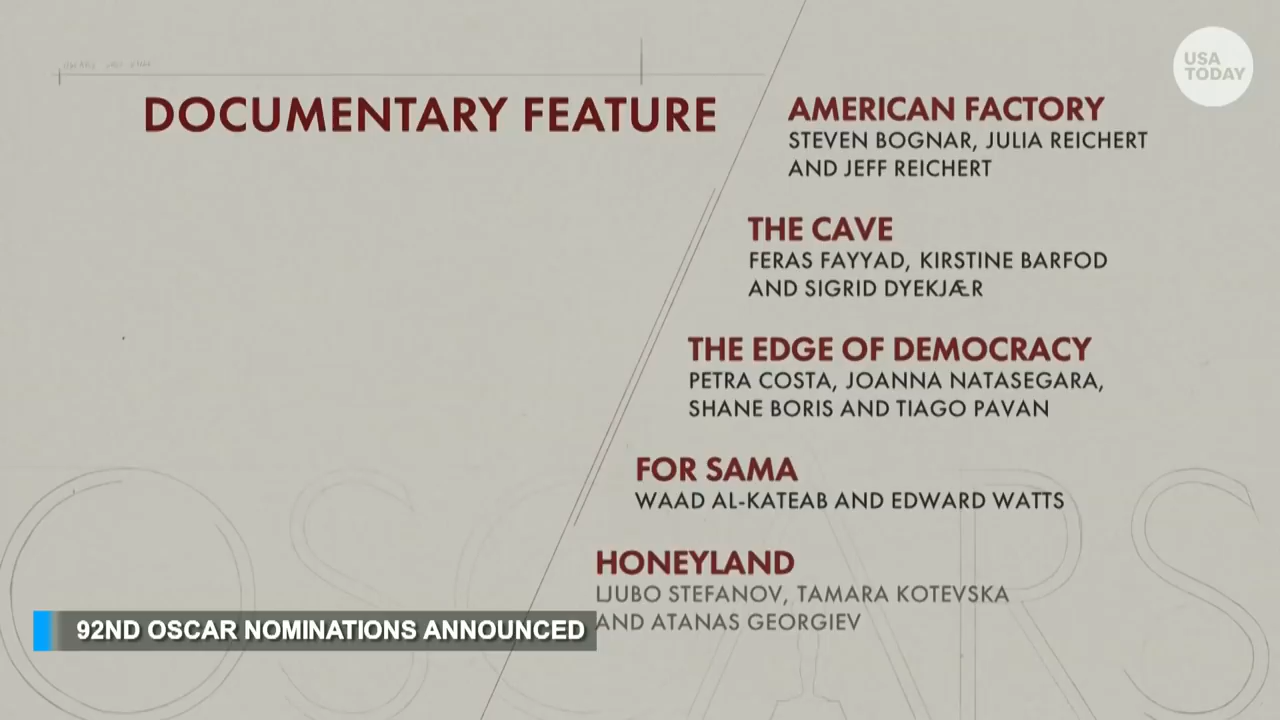 USA
TODAY
DOCUMENTARY FEATURE
AMERICAN FACTORY
STEVEN BOGNAR, JULIA REICHERT
AND JEFF REICHERT
THE CAVE
FERAS FAYYAD, KIRSTINE BARFOD
AND SIGRID DYEKJÆR
THE EDGE OF DEMOCRACY
PETRA COSTA, JOANNA NATASEGARA,
SHANE BORIS AND TIAGO PAVAN
FOR SAMA
WAAD AL-KATEAB AND EDWARD WATTS
HONEYLAND
LJUBO STEFANOV, TAMARA KOTEVSKA
AND ATANAS GEORGIEV
92ND OSCAR NOMINATIONS ANNOUNCED
OSCARS